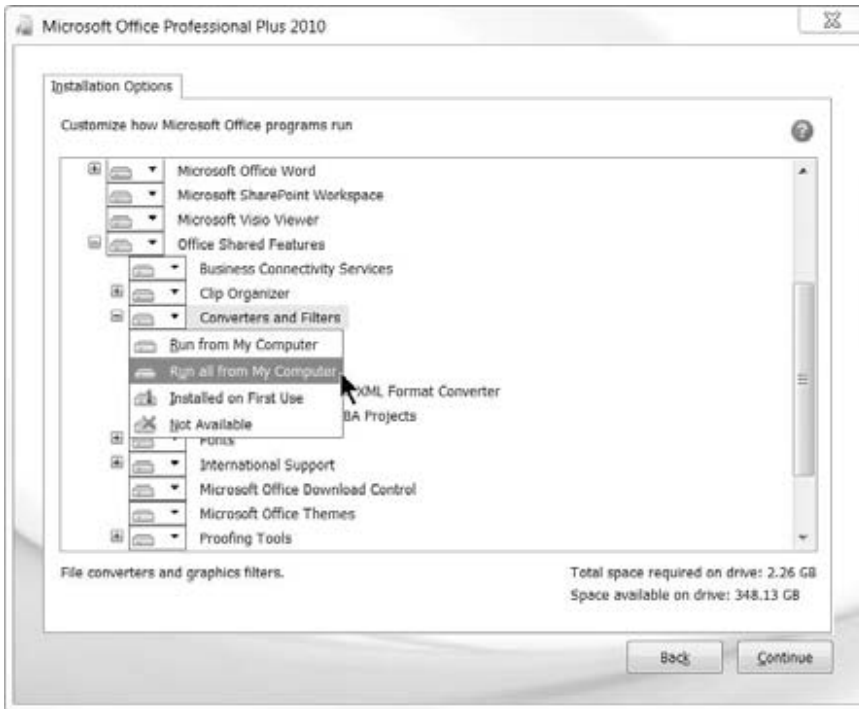 Microsoft Office Professional Plus 2010
Installation Options
Customize how Microsoft Office programs run
Microsoft Office Word
Microsoft SharePoint Workspace
Microsoft Visio Viewer
Office Shared Features
Business Connectivity Services
Clip Organizer
Converters and Filters
Run from My Computer
Run all from My Computer
XML Format Converter
Installed on First Use
BA Projects
Not Available
Fonts
International Support
Microsoft Office Download Control
Microsoft Office Themes
Proofing Tools
File converters and graphics filters.
Total space required on drive: 2.26 GB
Space available on drive: 348.13 GB
Back
Continue